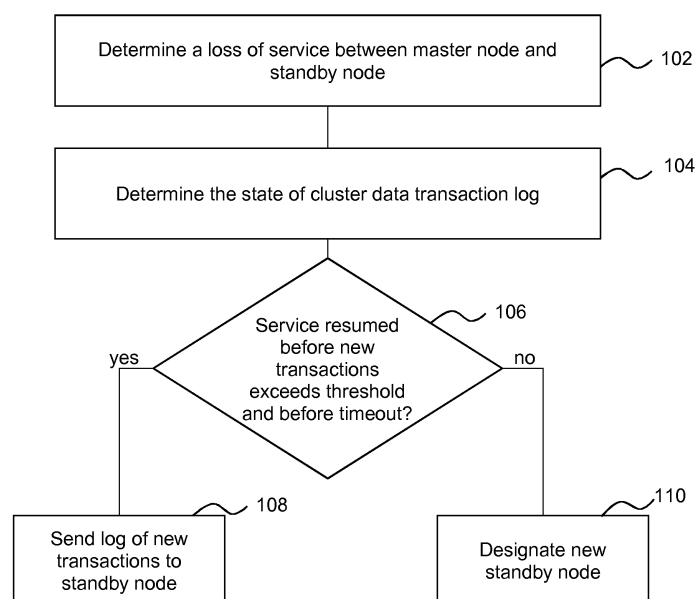 Determine a loss of service between master node and
standby node
102
Determine the state of cluster data transaction log
104
Service resumed
before new
transactions
exceeds threshold
and before timeout?
106
yes
no
Send log of new
transactions to
standby node
108
Designate new
standby node
110